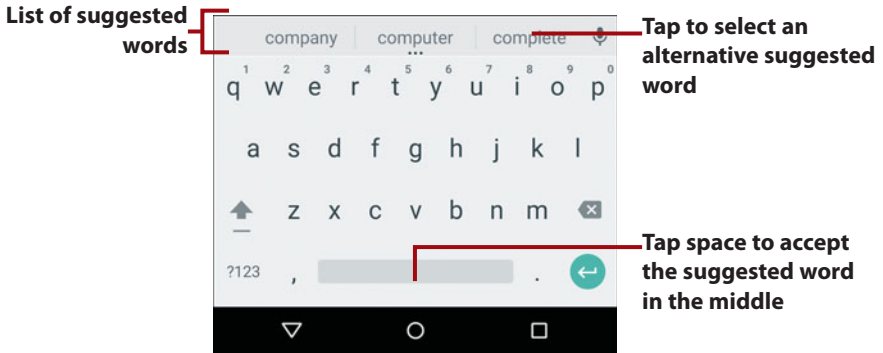 List of suggested
words
company computer complete
Tap to select an
alternative suggested
word
1 2 3 4 5 6 7 8 9 0
q w e r t y u i o p
a s d f g h j k l
z x c v b n m
?123 , .
Tap space to accept
the suggested word
in the middle